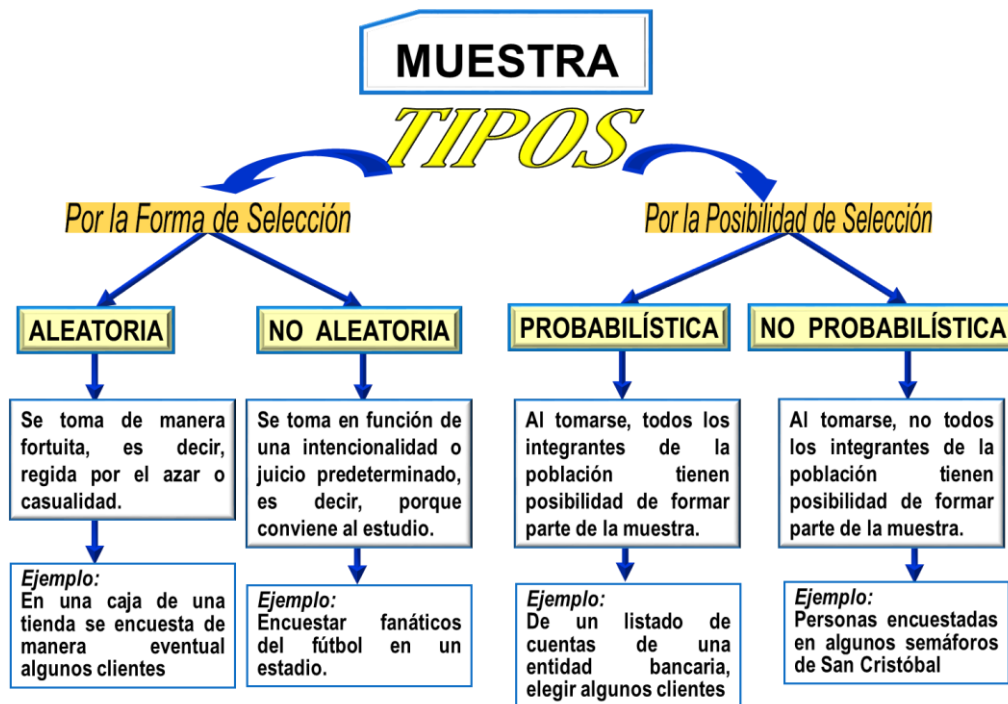 MUESTRA
TIPOS
Por la Forma de Selección
Por la Posibilidad de Selección
ALEATORIA
NO ALEATORIA
PROBABILÍSTICA
NO PROBABILÍSTICA
Se toma de manera
fortuita, es decir,
regida por el azar o
casualidad.
Se toma en función de
una intencionalidad o
juicio predeterminado,
es decir, porque
conviene al estudio.
Al tomarse, todos los
integrantes de la
población tienen
posibilidad de formar
parte de la muestra.
Al tomarse, no todos
los integrantes de la
población tienen
posibilidad de formar
parte de la muestra.
Ejemplo:
En una caja de una
tienda se encuesta de
manera eventual
algunos clientes
Ejemplo:
Encuestar fanáticos
del fútbol en un
estadio.
Ejemplo:
De un listado de
cuentas de una
entidad bancaria,
elegir algunos clientes
Ejemplo:
Personas encuestadas
en algunos semáforos
de San Cristóbal